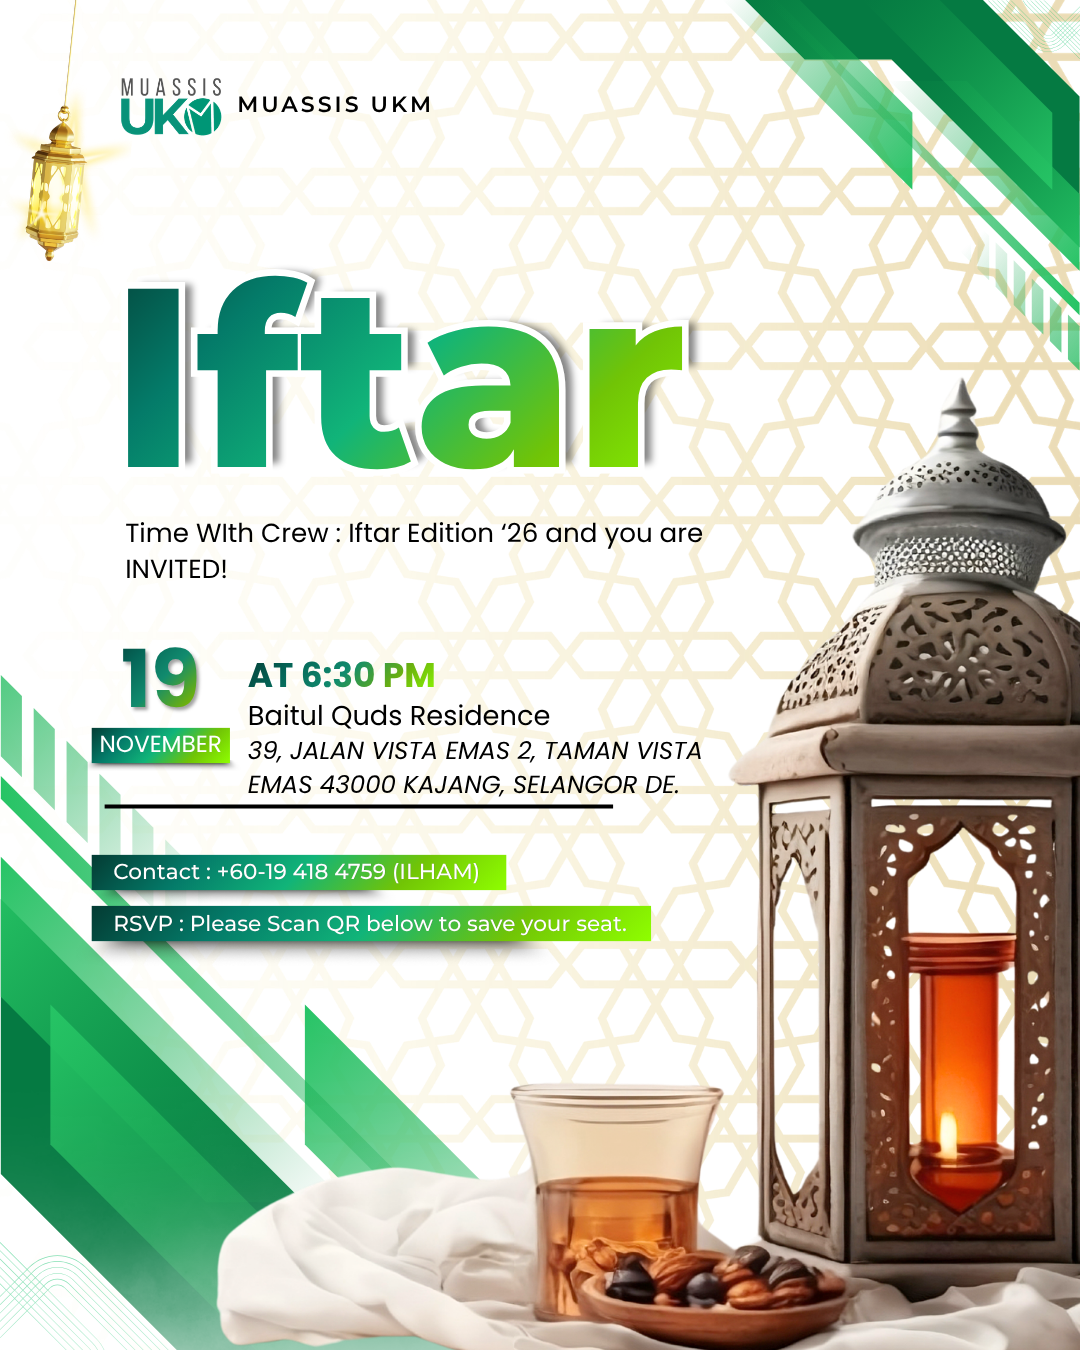 MUASSIS
UKM MUASSIS UKM
Iftar
Time WIth Crew : Iftar Edition ‘26 and you are
INVITED!
19
NOVEMBER
AT 6:30 PM
Baitul Quds Residence
39, JALAN VISTA EMAS 2, TAMAN VISTA
EMAS 43000 KAJANG, SELANGOR DE.
Contact : +60-19 418 4759 (ILHAM)
RSVP : Please Scan QR below to save your seat.